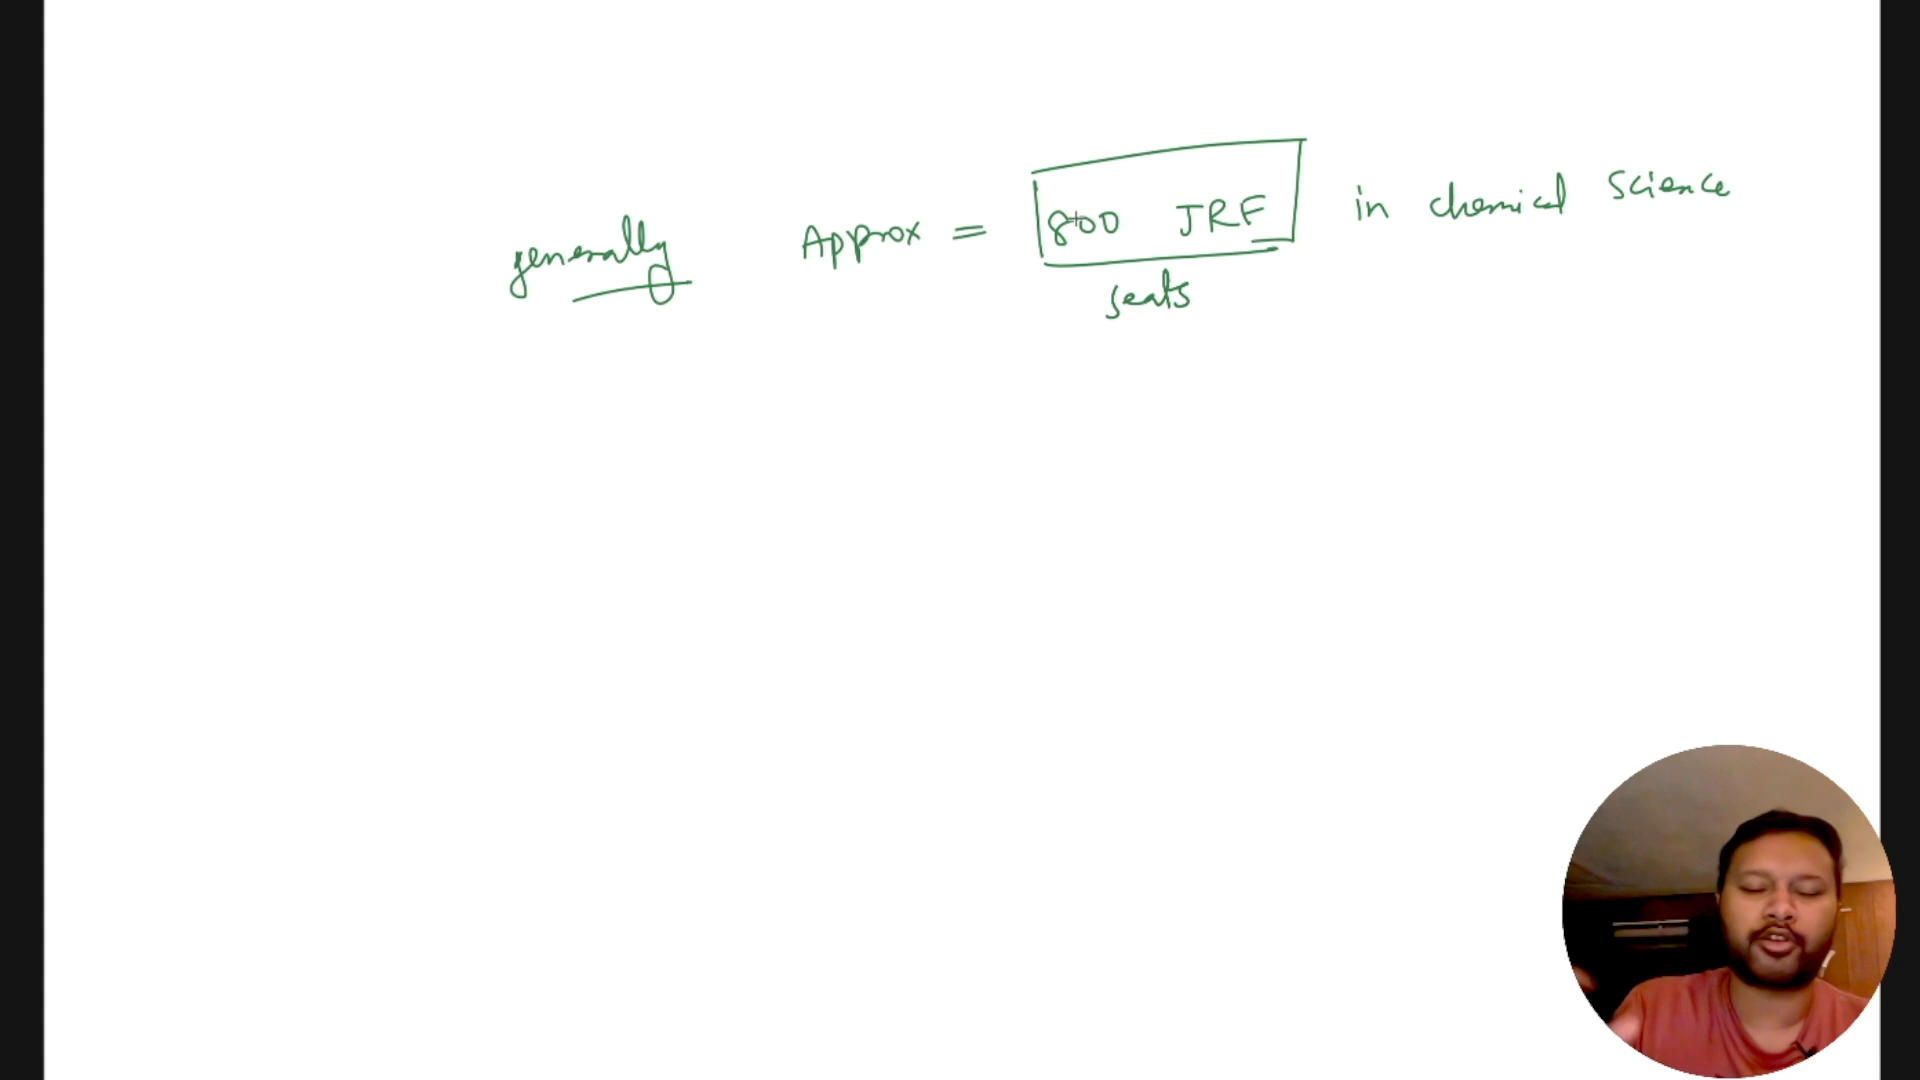 generally Approx = 800 JRF in chemical Science
seats